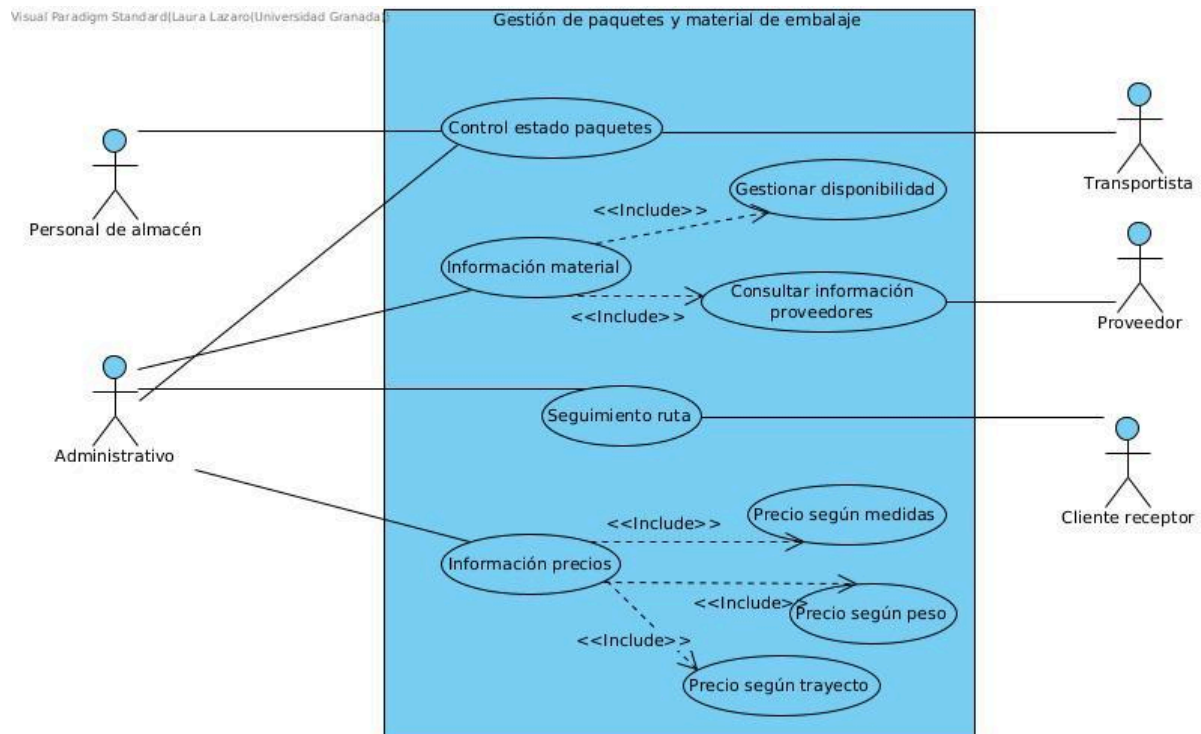 Visual Paradigm Standard(Laura Lazaro(Universidad Granada))
Gestión de paquetes y material de embalaje
Control estado paquetes
Personal de almacén
Transportista
Gestionar disponibilidad
<<Include>>
Información material
Consultar información
proveedores
<<Include>>
Proveedor
Seguimiento ruta
Administrativo
Cliente receptor
Precio según medidas
<<Include>>
Información precios
<<Include>>
Precio según peso
<<Include>>
Precio según trayecto